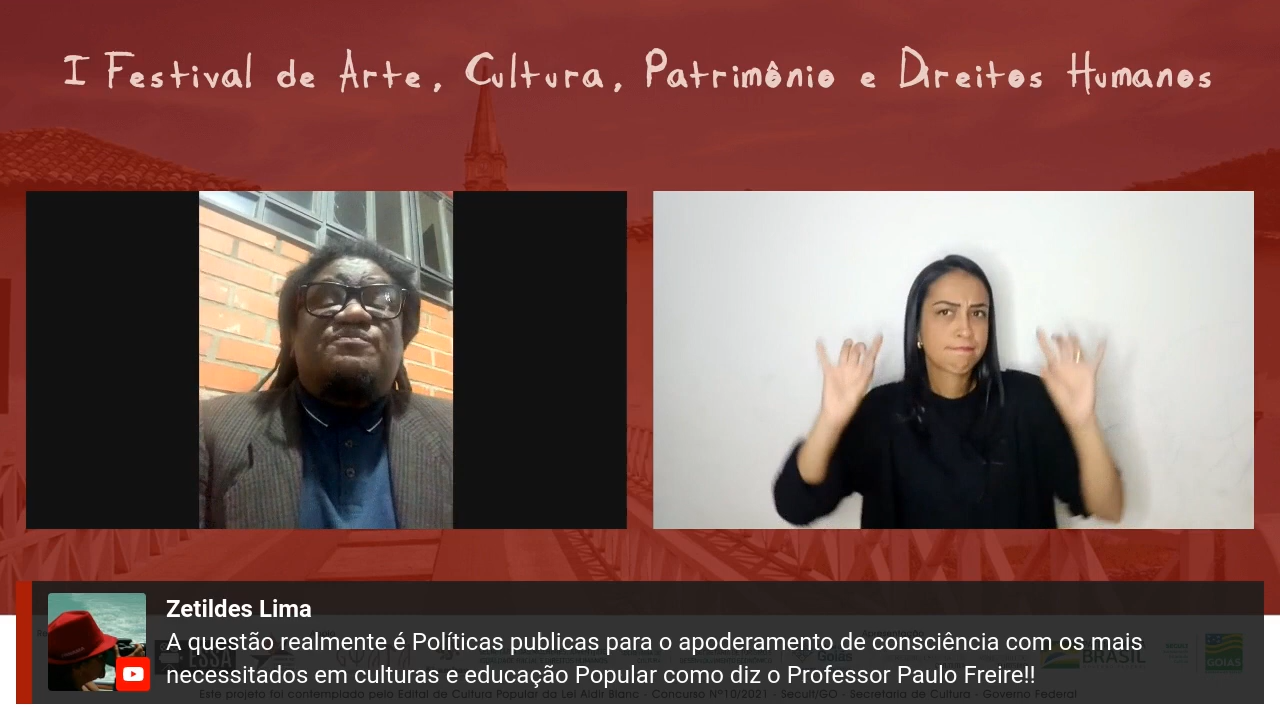 I Festival de Arte, Cultura, Patrimônio e Direitos Humanos
Zetildes Lima
A questão realmente é Políticas publicas para o apoderamento de consciência com os mais
necessitados em culturas e educação Popular como diz o Professor Paulo Freire!!
ESSA
Goiás
BRASIL
GOIÁS
Este projeto foi contemplado pelo Edital de Cultura Popular da Lei Aldir Blanc - Concurso Nº10/2021 - Secult/GO - Secretaria de Cultura - Governo Federal